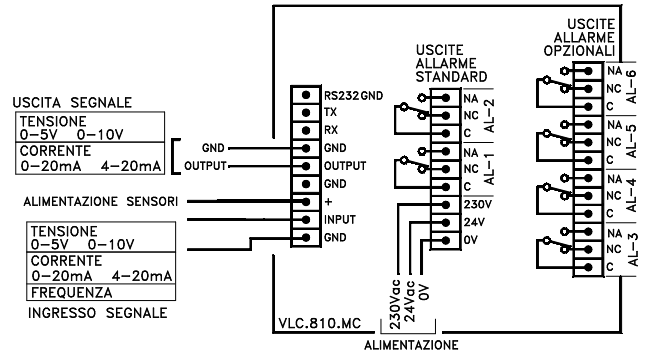 USCITE
ALLARME
OPZIONALI
USCITE
ALLARME
STANDARD
USCITA SEGNALE
TENSIONE
0-5V 0-10V
CORRENTE
0-20mA 4-20mA
GND
OUTPUT
ALIMENTAZIONE SENSORI
TENSIONE
0-5V 0-10V
CORRENTE
0-20mA 4-20mA
FREQUENZA
INGRESSO SEGNALE
RS232GND
TX
RX
GND
OUTPUT
GND
+
INPUT
GND
NA
NC
C
AL-2
NA
NC
C
AL-1
230V
24V
0V
NA
NC
C
AL-6
NA
NC
C
AL-5
NA
NC
C
AL-4
NA
NC
C
AL-3
230Vac
24Vac
0V
VLC.810.MC
ALIMENTAZIONE